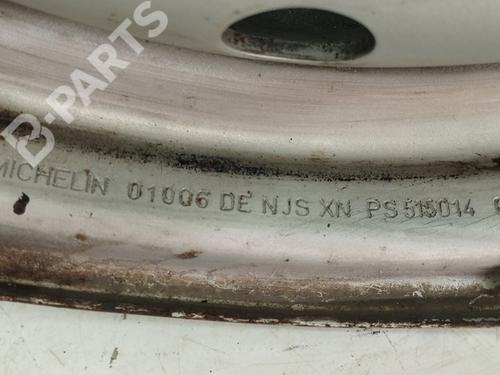 B-PARTS
MICHELIN 01006 DE NJS XN PS515014